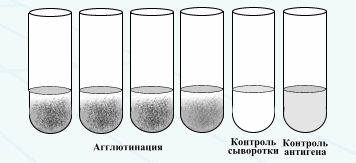 Агглютинация
Контроль
сыворотки
Контроль
антигена